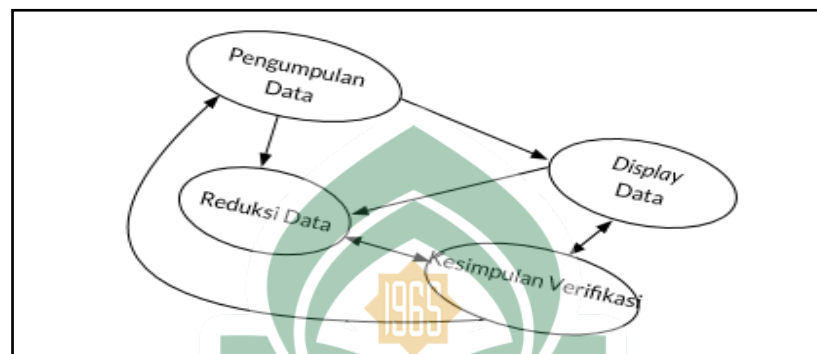 Pengumpulan
Data
Display
Data
Reduksi Data
Kesimpulan Verifikasi
1965